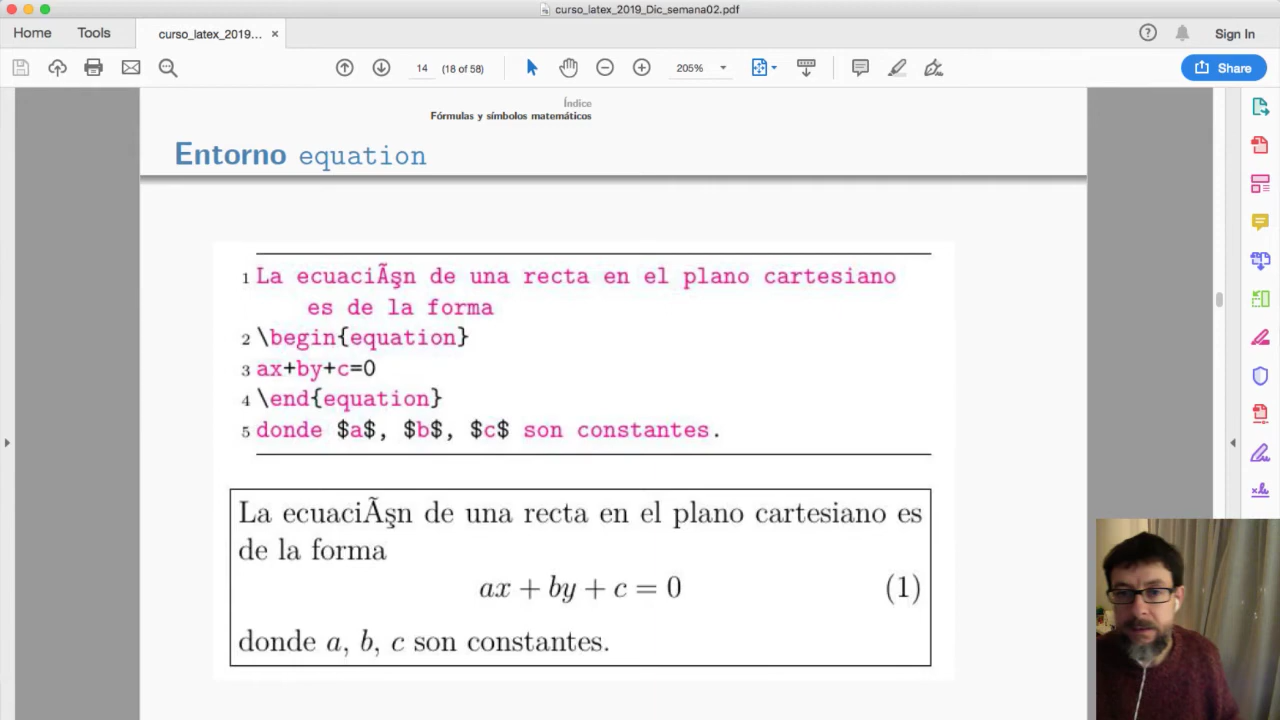 curso_latex_2019_Dic_semana02.pdf
Home Tools curso_latex_2019... × Sign In
14 (18 of 58) 205% Share
Índice
Fórmulas y símbolos matemáticos
Entorno equation
1 La ecuaciÃşn de una recta en el plano cartesiano
es de la forma
2 \begin{equation}
3 ax+by+c=0
4 \end{equation}
5 donde $a$, $b$, $c$ son constantes.
La ecuaciÃşn de una recta en el plano cartesiano es
de la forma
ax + by + c = 0 (1)
donde a, b, c son constantes.